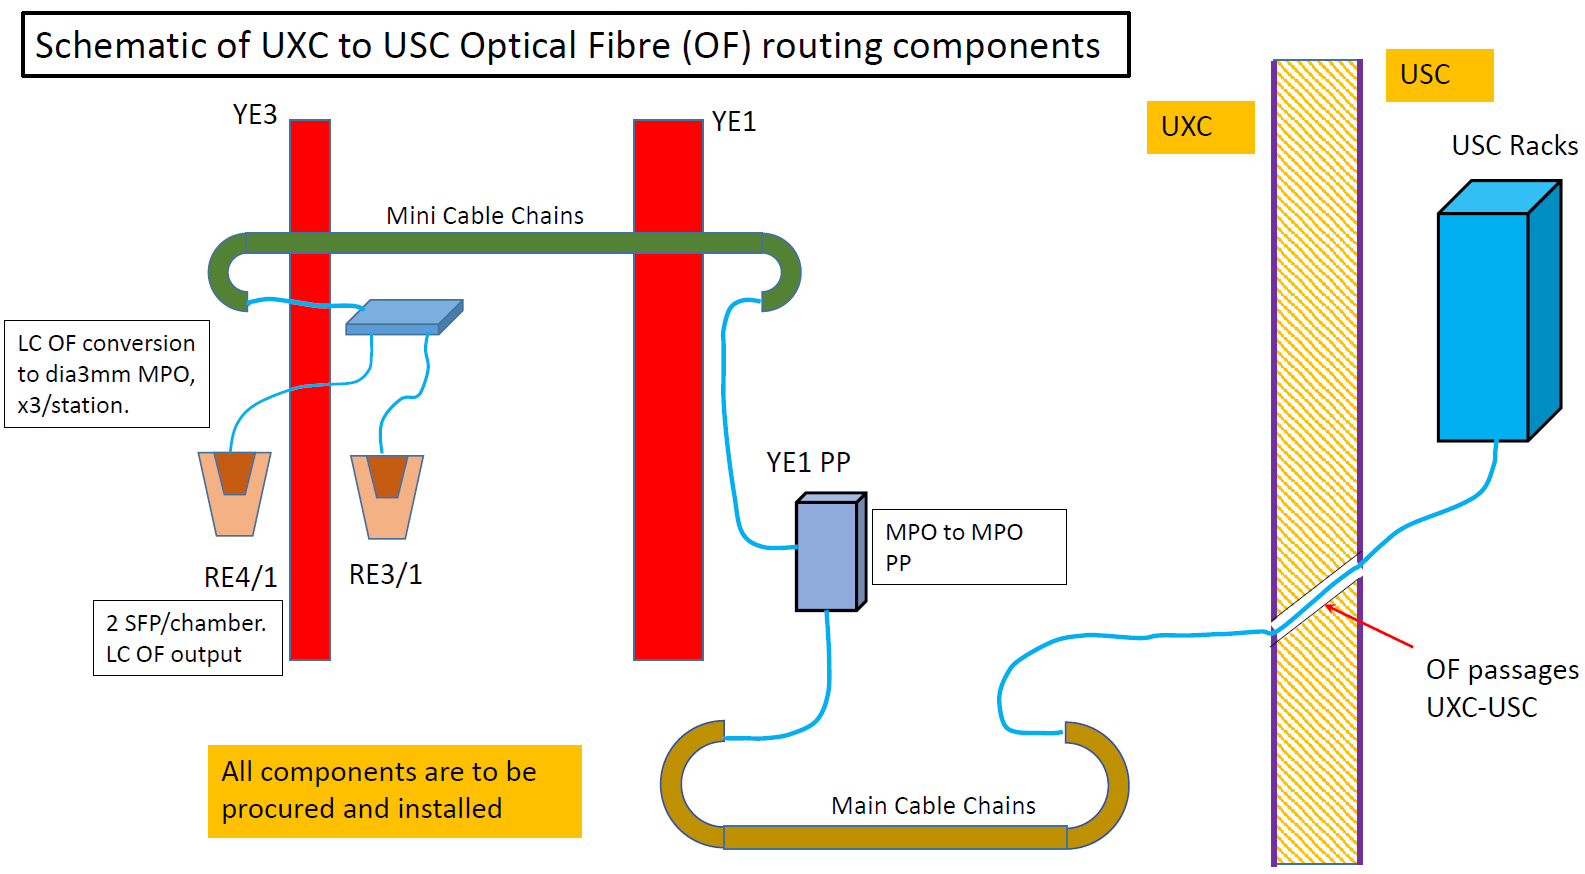 Schematic of UXC to USC Optical Fibre (OF) routing components
USC
YE3
YE1
UXC
USC Racks
Mini Cable Chains
LC OF conversion
to dia3mm MPO,
x3/station.
YE1 PP
MPO to MPO
PP
RE4/1
RE3/1
2 SFP/chamber.
LC OF output
OF passages
UXC-USC
All components are to be
procured and installed
Main Cable Chains